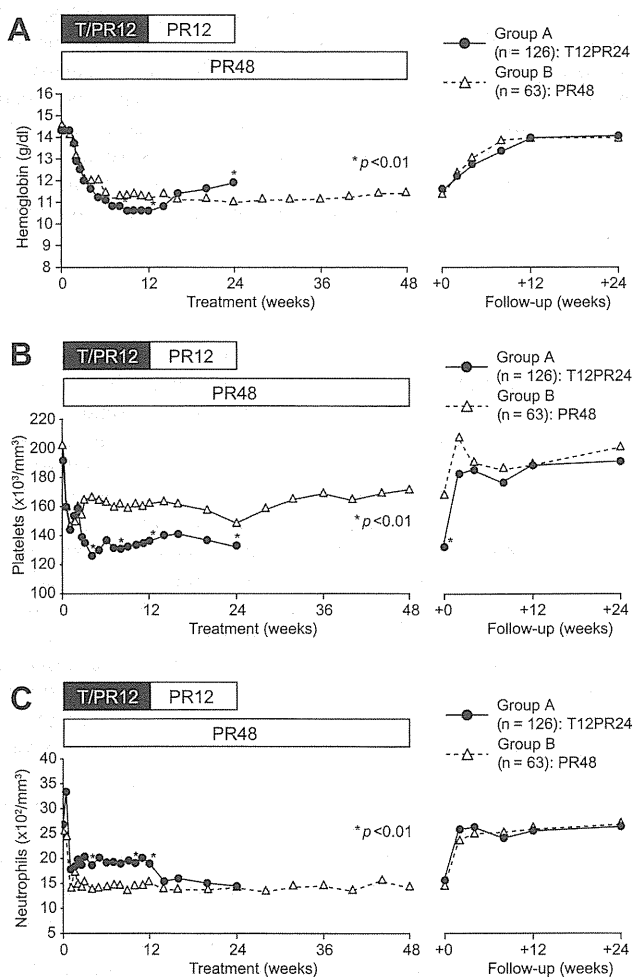 A
T/PR12 PR12
PR48
Group A
(n = 126): T12PR24
Group B
(n = 63): PR48
Hemoglobin (g/dl)
16
15
14
13
12
11
10
9
8
*p<0.01
*
*
0 12 24 36 48
Treatment (weeks)
+0 +12 +24
Follow-up (weeks)
B
T/PR12 PR12
PR48
Group A
(n = 126): T12PR24
Group B
(n = 63): PR48
Platelets (x10³/mm³)
220
200
180
160
140
120
100
*p<0.01
*
*
*
*
*
0 12 24 36 48
Treatment (weeks)
+0 +12 +24
Follow-up (weeks)
C
T/PR12 PR12
PR48
Group A
(n = 126): T12PR24
Group B
(n = 63): PR48
Neutrophils (x10²/mm³)
40
35
30
25
20
15
10
5
*p<0.01
*
*
*
0 12 24 36 48
Treatment (weeks)
+0 +12 +24
Follow-up (weeks)